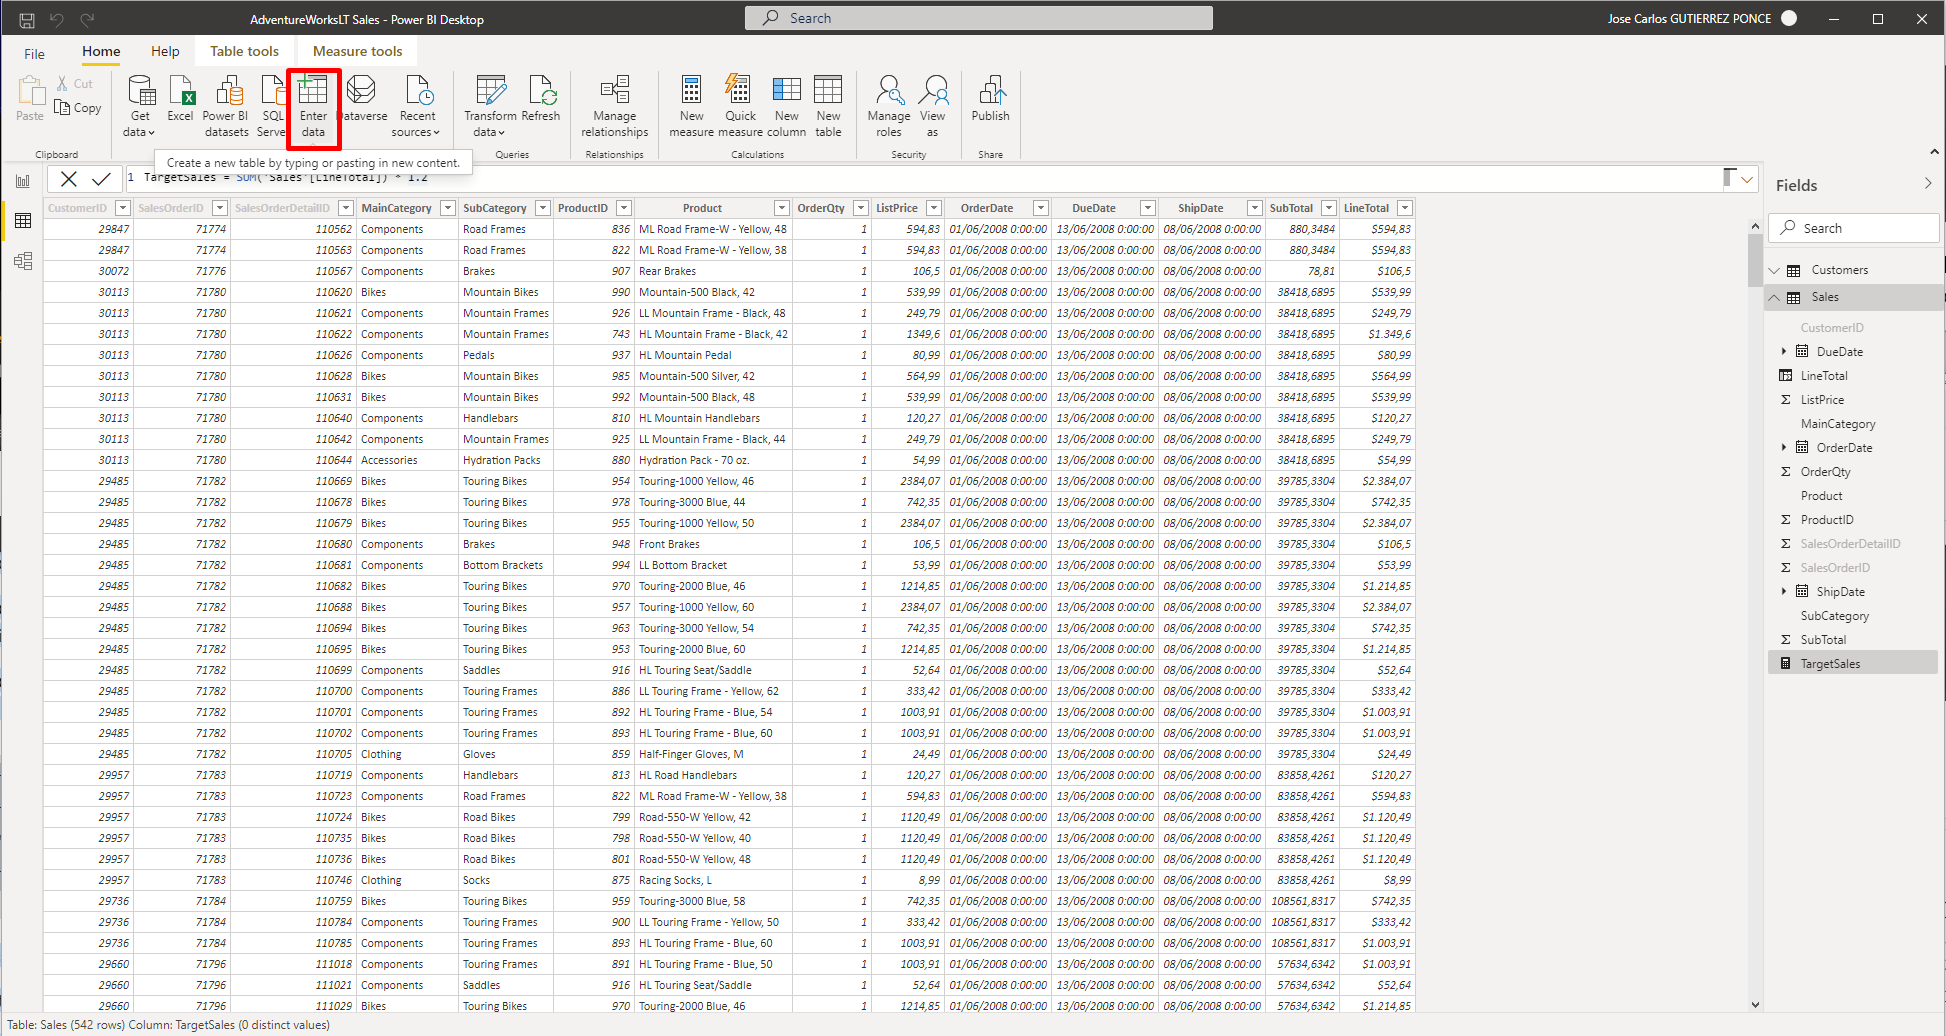 AdventureWorksLT Sales - Power BI Desktop
Search
Jose Carlos GUTIERREZ PONCE
File
Home
Help
Table tools
Measure tools
Paste
Cut
Copy
Get data
Excel
Power BI datasets
SQL Serve
Enter data
ataverse
Recent sources
Transform data
Refresh
Manage relationships
New measure
Quick measure
New column
New table
Manage roles
View as
Publish
Clipboard
Queries
Relationships
Calculations
Security
Share
Create a new table by typing or pasting in new content.
1 TargetSales = SUM('Sales'[LineTotal]) * 1.2
CustomerID SalesOrderID SalesOrderDetailID MainCategory SubCategory ProductID Product OrderQty ListPrice OrderDate DueDate ShipDate SubTotal LineTotal
29847 71774 110562 Components Road Frames 836 ML Road Frame-W - Yellow, 48 1 594,83 01/06/2008 0:00:00 13/06/2008 0:00:00 08/06/2008 0:00:00 880,3484 $594,83
29847 71774 110563 Components Road Frames 822 ML Road Frame-W - Yellow, 38 1 594,83 01/06/2008 0:00:00 13/06/2008 0:00:00 08/06/2008 0:00:00 880,3484 $594,83
30072 71776 110567 Components Brakes 907 Rear Brakes 1 106,5 01/06/2008 0:00:00 13/06/2008 0:00:00 08/06/2008 0:00:00 78,81 $106,5
30113 71780 110620 Bikes Mountain Bikes 990 Mountain-500 Black, 42 1 539,99 01/06/2008 0:00:00 13/06/2008 0:00:00 08/06/2008 0:00:00 38418,6895 $539,99
30113 71780 110621 Components Mountain Frames 926 LL Mountain Frame - Black, 48 1 249,79 01/06/2008 0:00:00 13/06/2008 0:00:00 08/06/2008 0:00:00 38418,6895 $249,79
30113 71780 110622 Components Mountain Frames 743 HL Mountain Frame - Black, 42 1 1349,6 01/06/2008 0:00:00 13/06/2008 0:00:00 08/06/2008 0:00:00 38418,6895 $1.349,6
30113 71780 110626 Components Pedals 937 HL Mountain Pedal 1 80,99 01/06/2008 0:00:00 13/06/2008 0:00:00 08/06/2008 0:00:00 38418,6895 $80,99
30113 71780 110628 Bikes Mountain Bikes 985 Mountain-500 Silver, 42 1 564,99 01/06/2008 0:00:00 13/06/2008 0:00:00 08/06/2008 0:00:00 38418,6895 $564,99
30113 71780 110631 Bikes Mountain Bikes 992 Mountain-500 Black, 48 1 539,99 01/06/2008 0:00:00 13/06/2008 0:00:00 08/06/2008 0:00:00 38418,6895 $539,99
30113 71780 110640 Components Handlebars 810 HL Mountain Handlebars 1 120,27 01/06/2008 0:00:00 13/06/2008 0:00:00 08/06/2008 0:00:00 38418,6895 $120,27
30113 71780 110642 Components Mountain Frames 925 LL Mountain Frame - Black, 44 1 249,79 01/06/2008 0:00:00 13/06/2008 0:00:00 08/06/2008 0:00:00 38418,6895 $249,79
30113 71780 110644 Accessories Hydration Packs 880 Hydration Pack - 70 oz. 1 54,99 01/06/2008 0:00:00 13/06/2008 0:00:00 08/06/2008 0:00:00 38418,6895 $54,99
29485 71782 110669 Bikes Touring Bikes 954 Touring-1000 Yellow, 46 1 2384,07 01/06/2008 0:00:00 13/06/2008 0:00:00 08/06/2008 0:00:00 39785,3304 $2.384,07
29485 71782 110678 Bikes Touring Bikes 978 Touring-3000 Blue, 44 1 742,35 01/06/2008 0:00:00 13/06/2008 0:00:00 08/06/2008 0:00:00 39785,3304 $742,35
29485 71782 110679 Bikes Touring Bikes 955 Touring-1000 Yellow, 50 1 2384,07 01/06/2008 0:00:00 13/06/2008 0:00:00 08/06/2008 0:00:00 39785,3304 $2.384,07
29485 71782 110680 Components Brakes 948 Front Brakes 1 106,5 01/06/2008 0:00:00 13/06/2008 0:00:00 08/06/2008 0:00:00 39785,3304 $106,5
29485 71782 110681 Components Bottom Brackets 994 LL Bottom Bracket 1 53,99 01/06/2008 0:00:00 13/06/2008 0:00:00 08/06/2008 0:00:00 39785,3304 $53,99
29485 71782 110682 Bikes Touring Bikes 970 Touring-2000 Blue, 46 1 1214,85 01/06/2008 0:00:00 13/06/2008 0:00:00 08/06/2008 0:00:00 39785,3304 $1.214,85
29485 71782 110688 Bikes Touring Bikes 957 Touring-1000 Yellow, 60 1 2384,07 01/06/2008 0:00:00 13/06/2008 0:00:00 08/06/2008 0:00:00 39785,3304 $2.384,07
29485 71782 110694 Bikes Touring Bikes 963 Touring-3000 Yellow, 54 1 742,35 01/06/2008 0:00:00 13/06/2008 0:00:00 08/06/2008 0:00:00 39785,3304 $742,35
29485 71782 110695 Bikes Touring Bikes 953 Touring-2000 Blue, 60 1 1214,85 01/06/2008 0:00:00 13/06/2008 0:00:00 08/06/2008 0:00:00 39785,3304 $1.214,85
29485 71782 110699 Components Saddles 916 HL Touring Seat/Saddle 1 52,64 01/06/2008 0:00:00 13/06/2008 0:00:00 08/06/2008 0:00:00 39785,3304 $52,64
29485 71782 110700 Components Touring Frames 886 LL Touring Frame - Yellow, 62 1 333,42 01/06/2008 0:00:00 13/06/2008 0:00:00 08/06/2008 0:00:00 39785,3304 $333,42
29485 71782 110701 Components Touring Frames 892 HL Touring Frame - Blue, 54 1 1003,91 01/06/2008 0:00:00 13/06/2008 0:00:00 08/06/2008 0:00:00 39785,3304 $1.003,91
29485 71782 110702 Components Touring Frames 893 HL Touring Frame - Blue, 60 1 1003,91 01/06/2008 0:00:00 13/06/2008 0:00:00 08/06/2008 0:00:00 39785,3304 $1.003,91
29485 71782 110705 Clothing Gloves 859 Half-Finger Gloves, M 1 24,49 01/06/2008 0:00:00 13/06/2008 0:00:00 08/06/2008 0:00:00 39785,3304 $24,49
29957 71783 110719 Components Handlebars 813 HL Road Handlebars 1 120,27 01/06/2008 0:00:00 13/06/2008 0:00:00 08/06/2008 0:00:00 83858,4261 $120,27
29957 71783 110723 Components Road Frames 822 ML Road Frame-W - Yellow, 38 1 594,83 01/06/2008 0:00:00 13/06/2008 0:00:00 08/06/2008 0:00:00 83858,4261 $594,83
29957 71783 110724 Bikes Road Bikes 799 Road-550-W Yellow, 42 1 1120,49 01/06/2008 0:00:00 13/06/2008 0:00:00 08/06/2008 0:00:00 83858,4261 $1.120,49
29957 71783 110735 Bikes Road Bikes 798 Road-550-W Yellow, 40 1 1120,49 01/06/2008 0:00:00 13/06/2008 0:00:00 08/06/2008 0:00:00 83858,4261 $1.120,49
29957 71783 110736 Bikes Road Bikes 801 Road-550-W Yellow, 48 1 1120,49 01/06/2008 0:00:00 13/06/2008 0:00:00 08/06/2008 0:00:00 83858,4261 $1.120,49
29957 71783 110746 Clothing Socks 875 Racing Socks, L 1 8,99 01/06/2008 0:00:00 13/06/2008 0:00:00 08/06/2008 0:00:00 83858,4261 $8,99
29736 71784 110759 Bikes Touring Bikes 959 Touring-3000 Blue, 58 1 742,35 01/06/2008 0:00:00 13/06/2008 0:00:00 08/06/2008 0:00:00 108561,8317 $742,35
29736 71784 110784 Components Touring Frames 900 LL Touring Frame - Yellow, 50 1 333,42 01/06/2008 0:00:00 13/06/2008 0:00:00 08/06/2008 0:00:00 108561,8317 $333,42
29736 71784 110785 Components Touring Frames 893 HL Touring Frame - Blue, 60 1 1003,91 01/06/2008 0:00:00 13/06/2008 0:00:00 08/06/2008 0:00:00 108561,8317 $1.003,91
29660 71796 111018 Components Touring Frames 891 HL Touring Frame - Blue, 50 1 1003,91 01/06/2008 0:00:00 13/06/2008 0:00:00 08/06/2008 0:00:00 57634,6342 $1.003,91
29660 71796 111021 Components Saddles 916 HL Touring Seat/Saddle 1 52,64 01/06/2008 0:00:00 13/06/2008 0:00:00 08/06/2008 0:00:00 57634,6342 $52,64
29660 71796 111029 Bikes Touring Bikes 970 Touring-2000 Blue, 46 1 1214,85 01/06/2008 0:00:00 13/06/2008 0:00:00 08/06/2008 0:00:00 57634,6342 $1.214,85
Fields
Search
Customers
Sales
CustomerID
DueDate
LineTotal
ListPrice
MainCategory
OrderDate
OrderQty
Product
ProductID
SalesOrderDetailID
SalesOrderID
ShipDate
SubCategory
SubTotal
TargetSales
Table: Sales (542 rows) Column: TargetSales (0 distinct values)